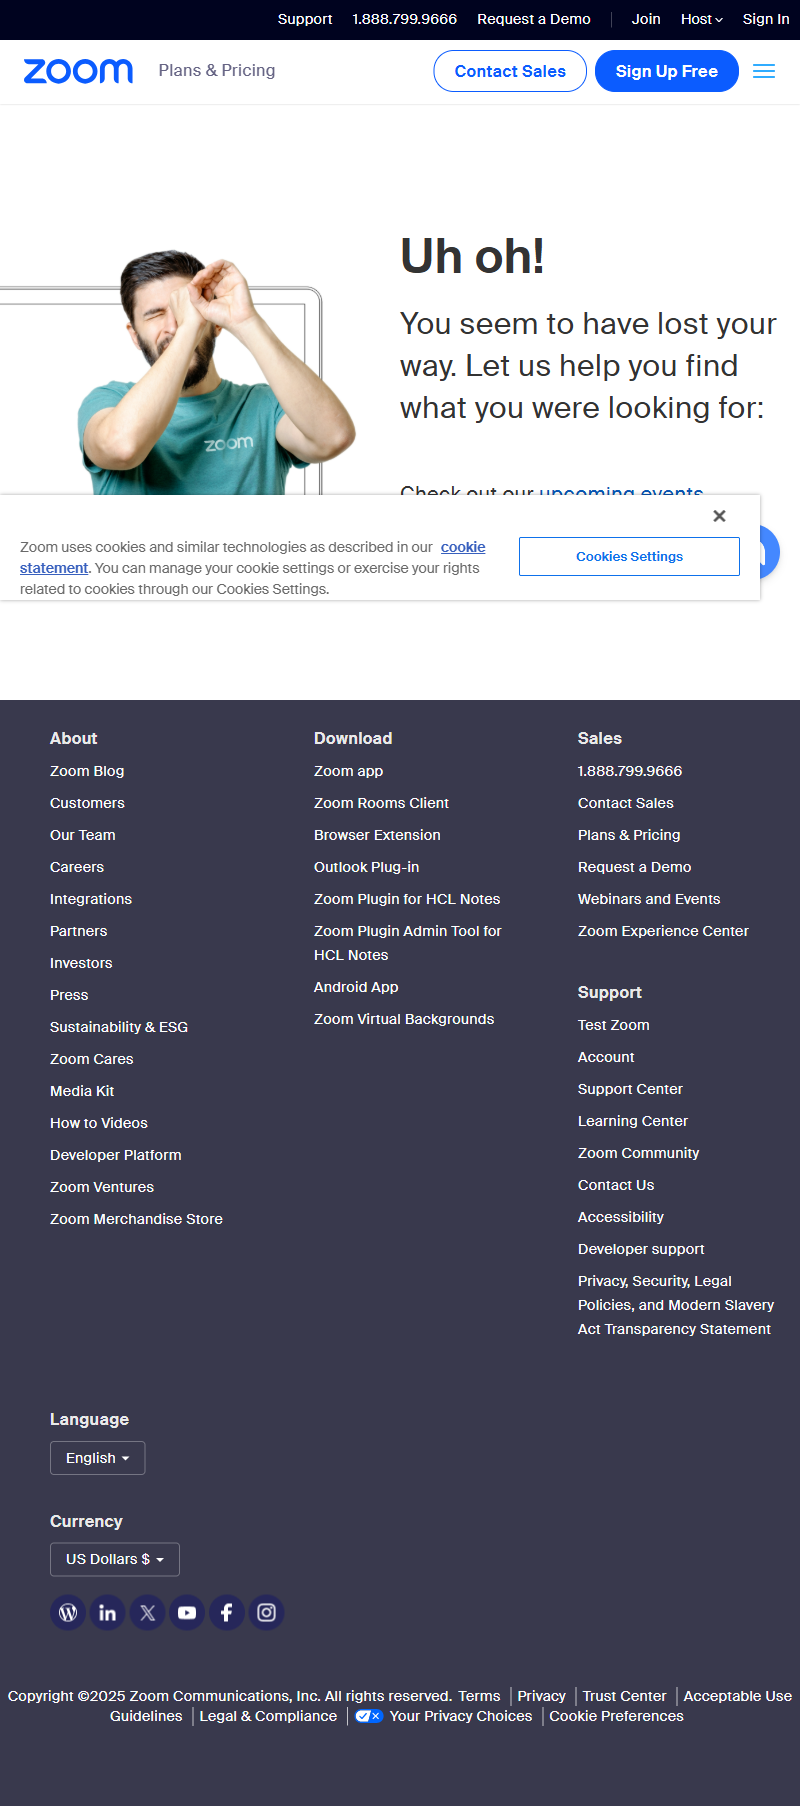 Support 1.888.799.9666 Request a Demo Join Host Sign In
zoom Plans & Pricing Contact Sales Sign Up Free
Uh oh!
You seem to have lost your
way. Let us help you find
what you were looking for:
zoom
Check out our upcoming events
Zoom uses cookies and similar technologies as described in our cookie
statement. You can manage your cookie settings or exercise your rights
related to cookies through our Cookies Settings.
Cookies Settings
About
Zoom Blog
Customers
Our Team
Careers
Integrations
Partners
Investors
Press
Sustainability & ESG
Zoom Cares
Media Kit
How to Videos
Developer Platform
Zoom Ventures
Zoom Merchandise Store
Download
Zoom app
Zoom Rooms Client
Browser Extension
Outlook Plug-in
Zoom Plugin for HCL Notes
Zoom Plugin Admin Tool for
HCL Notes
Android App
Zoom Virtual Backgrounds
Sales
1.888.799.9666
Contact Sales
Plans & Pricing
Request a Demo
Webinars and Events
Zoom Experience Center
Support
Test Zoom
Account
Support Center
Learning Center
Zoom Community
Contact Us
Accessibility
Developer support
Privacy, Security, Legal
Policies, and Modern Slavery
Act Transparency Statement
Language
English
Currency
US Dollars $
Copyright ©2025 Zoom Communications, Inc. All rights reserved. Terms | Privacy | Trust Center | Acceptable Use
Guidelines | Legal & Compliance | Your Privacy Choices | Cookie Preferences